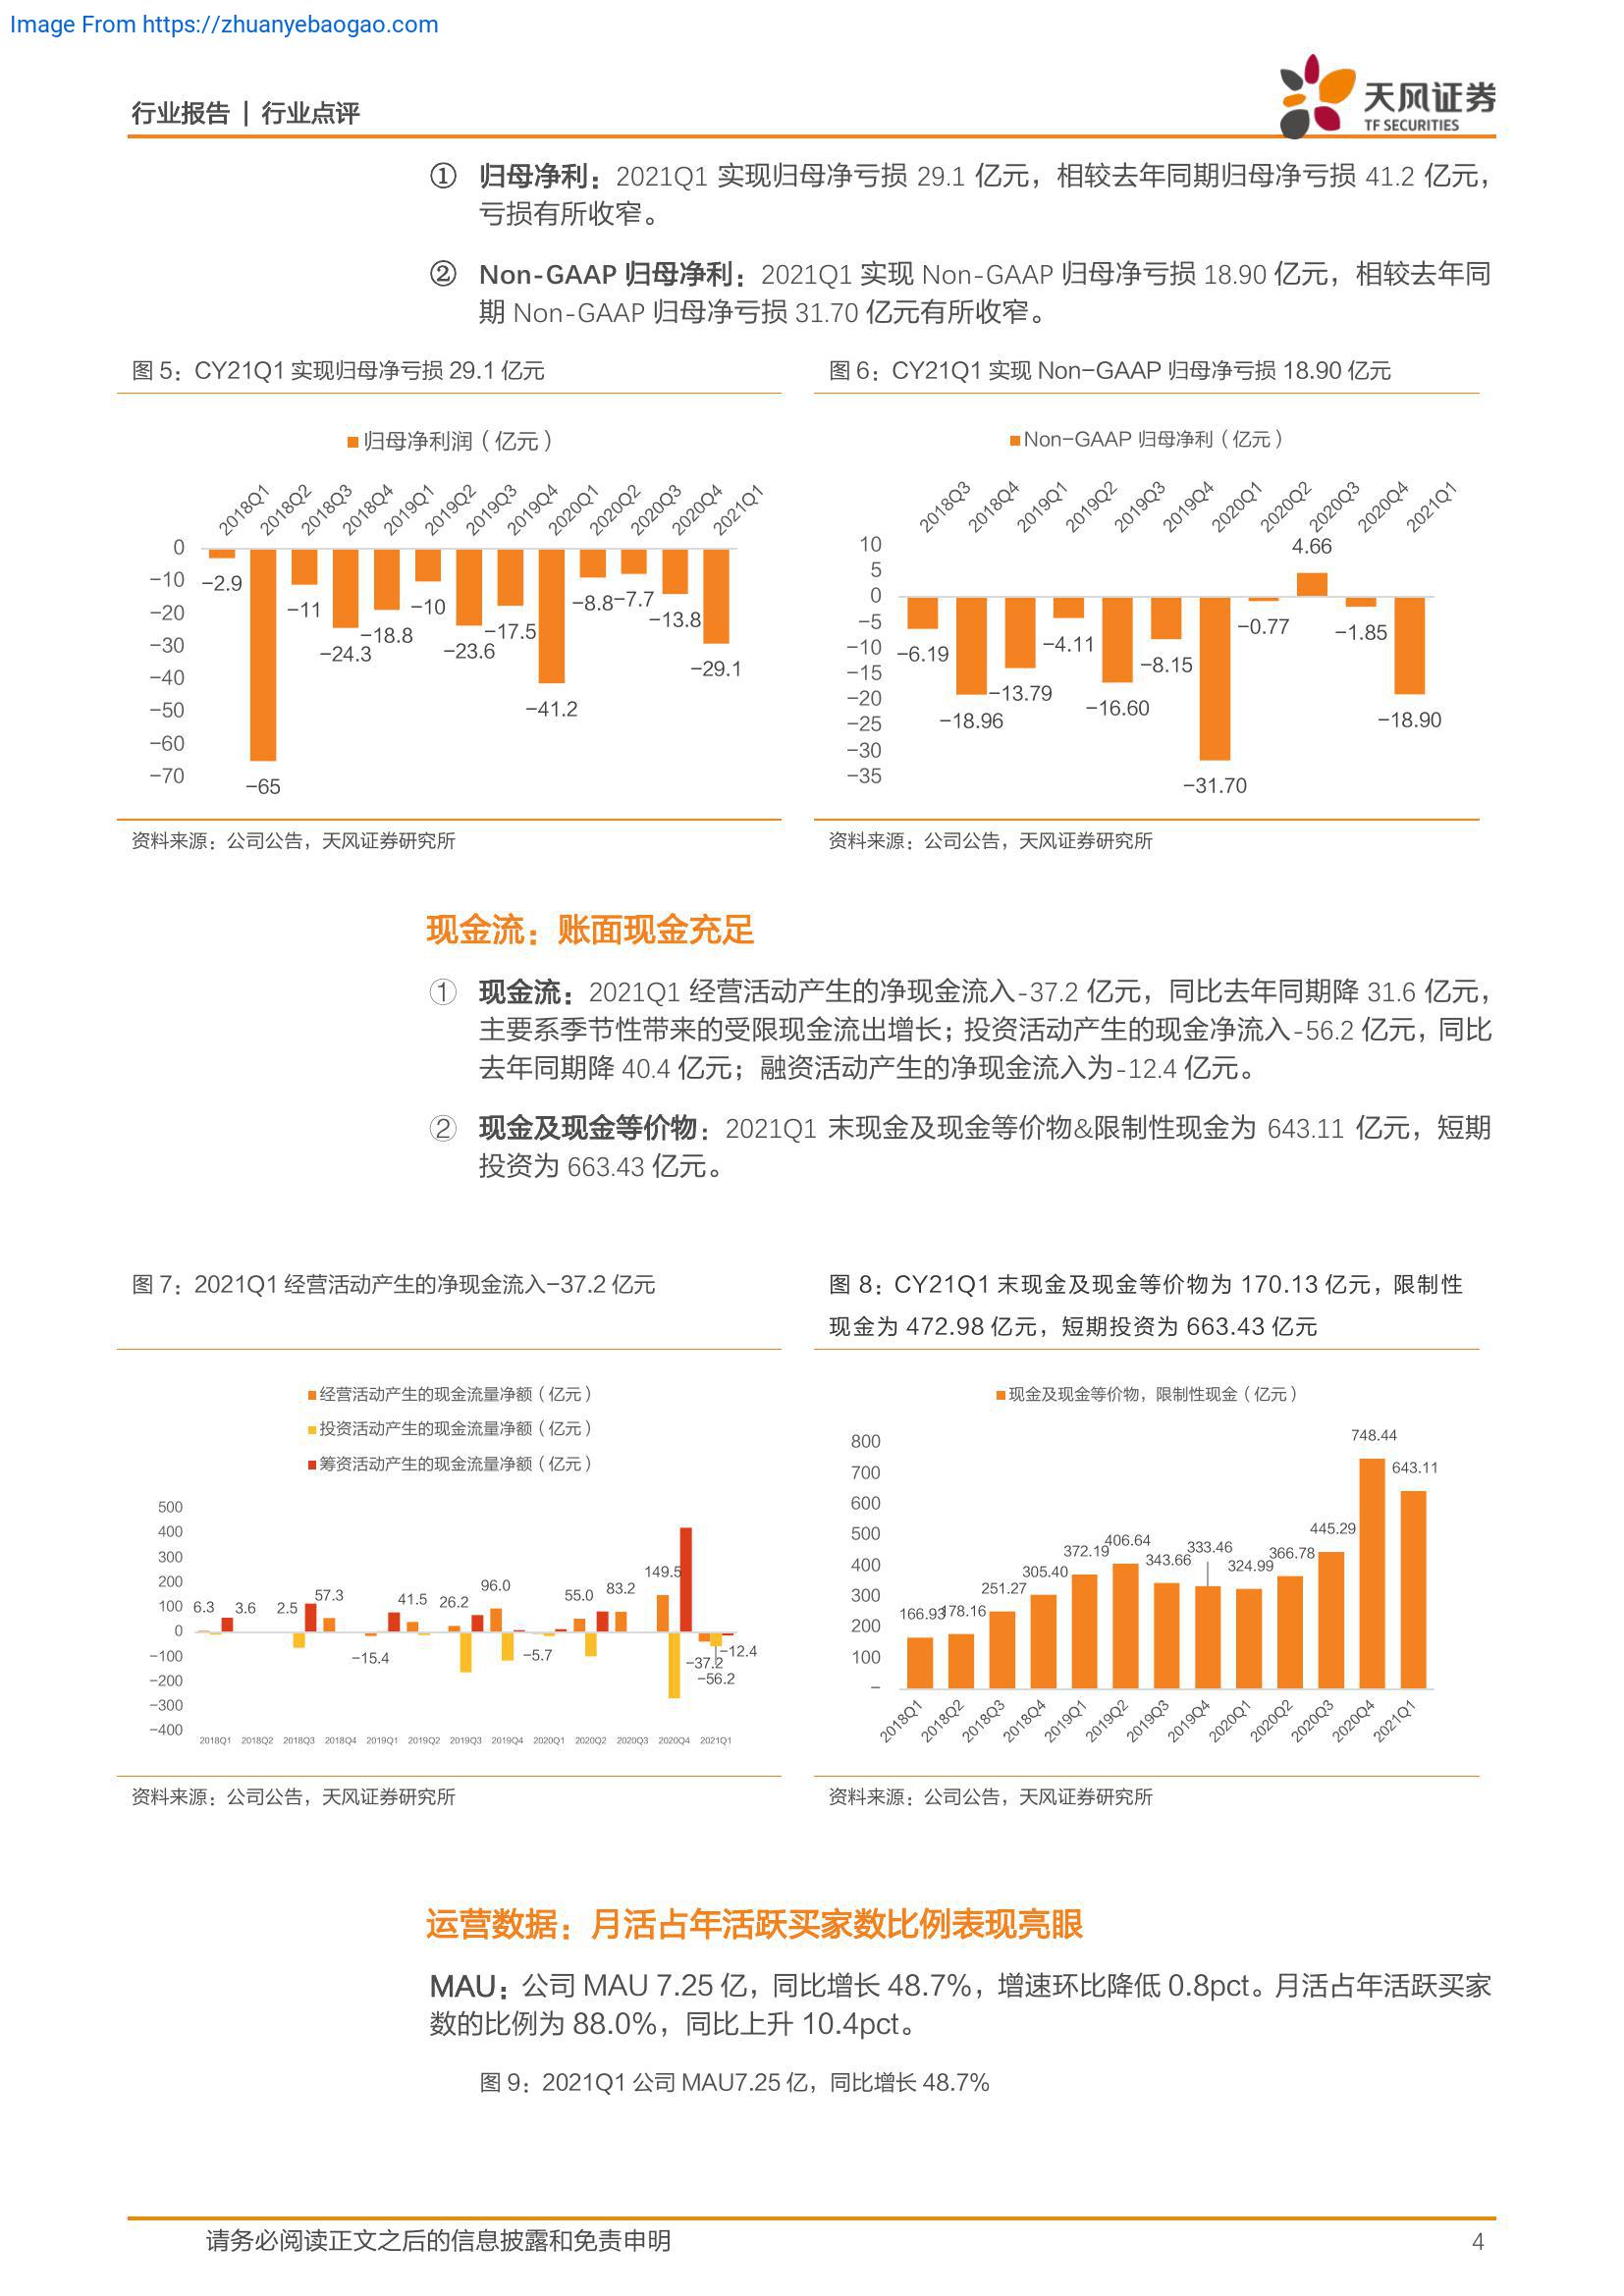 Image From https://zhuanyebaogao.com
行业报告 | 行业点评
天风证券
TF SECURITIES
① 归母净利：2021Q1 实现归母净亏损 29.1 亿元，相较去年同期归母净亏损 41.2 亿元，
亏损有所收窄。
② Non-GAAP 归母净利：2021Q1 实现 Non-GAAP 归母净亏损 18.90 亿元，相较去年同
期 Non-GAAP 归母净亏损 31.70 亿元有所收窄。
图 5：CY21Q1 实现归母净亏损 29.1 亿元
归母净利润（亿元）
2018Q1 2018Q2 2018Q3 2018Q4 2019Q1 2019Q2 2019Q3 2019Q4 2020Q1 2020Q2 2020Q3 2020Q4 2021Q1
0
-10
-20
-30
-40
-50
-60
-70
-2.9 -65 -11 -24.3 -18.8 -10 -23.6 -17.5 -41.2 -8.8 -7.7 -13.8 -29.1
资料来源：公司公告，天风证券研究所
图 6：CY21Q1 实现 Non-GAAP 归母净亏损 18.90 亿元
Non-GAAP 归母净利（亿元）
2018Q3 2018Q4 2019Q1 2019Q2 2019Q3 2019Q4 2020Q1 2020Q2 2020Q3 2020Q4 2021Q1
10
5
0
-5
-10
-15
-20
-25
-30
-35
-6.19 -18.96 -13.79 -4.11 -16.60 -8.15 -31.70 -0.77 4.66 -1.85 -18.90
资料来源：公司公告，天风证券研究所
现金流：账面现金充足
① 现金流：2021Q1 经营活动产生的净现金流入-37.2 亿元，同比去年同期降 31.6 亿元，
主要系季节性带来的受限现金流出增长；投资活动产生的现金净流入-56.2 亿元，同比
去年同期降 40.4 亿元；融资活动产生的净现金流入为-12.4 亿元。
② 现金及现金等价物：2021Q1 末现金及现金等价物&限制性现金为 643.11 亿元，短期
投资为 663.43 亿元。
图 7：2021Q1 经营活动产生的净现金流入-37.2 亿元
经营活动产生的现金流量净额（亿元）
投资活动产生的现金流量净额（亿元）
筹资活动产生的现金流量净额（亿元）
500
400
300
200
100
0
-100
-200
-300
-400
6.3 3.6 2.5 57.3 -15.4 41.5 26.2 96.0 -5.7 55.0 83.2 149.5 -37.2 -56.2 -12.4
2018Q1 2018Q2 2018Q3 2018Q4 2019Q1 2019Q2 2019Q3 2019Q4 2020Q1 2020Q2 2020Q3 2020Q4 2021Q1
资料来源：公司公告，天风证券研究所
图 8：CY21Q1 末现金及现金等价物为 170.13 亿元，限制性
现金为 472.98 亿元，短期投资为 663.43 亿元
现金及现金等价物，限制性现金（亿元）
800
700
600
500
400
300
200
100
-
166.93 178.16 251.27 305.40 372.19 406.64 343.66 333.46 324.99 366.78 445.29 748.44 643.11
2018Q1 2018Q2 2018Q3 2018Q4 2019Q1 2019Q2 2019Q3 2019Q4 2020Q1 2020Q2 2020Q3 2020Q4 2021Q1
资料来源：公司公告，天风证券研究所
运营数据：月活占年活跃买家数比例表现亮眼
MAU：公司 MAU 7.25 亿，同比增长 48.7%，增速环比降低 0.8pct。月活占年活跃买家
数的比例为 88.0%，同比上升 10.4pct。
图 9：2021Q1 公司 MAU7.25 亿，同比增长 48.7%
请务必阅读正文之后的信息披露和免责申明
4